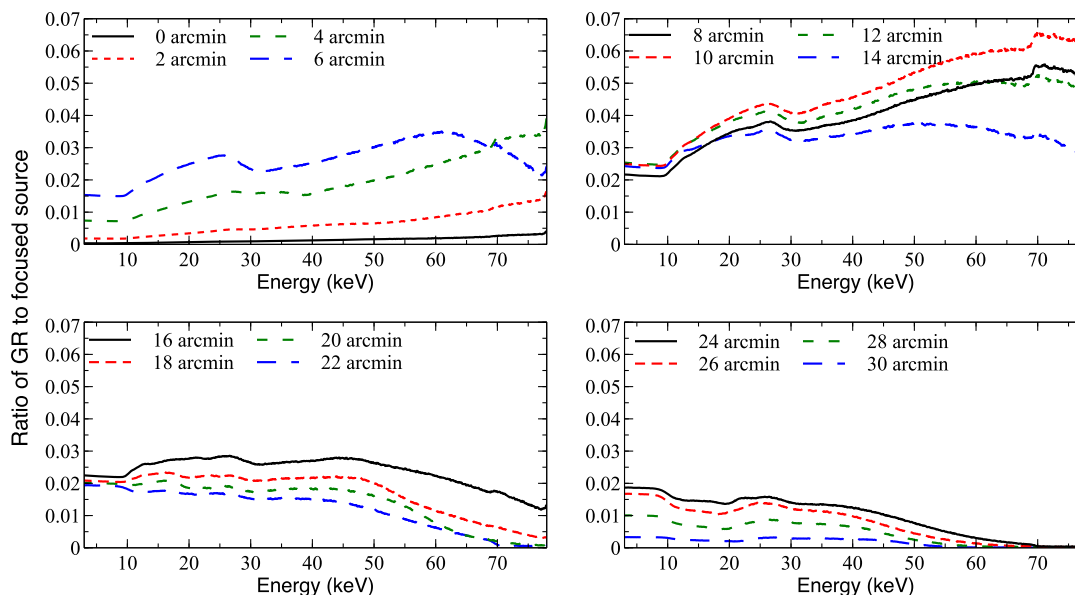 Ratio of GR to focused source
0.07
0.06
0.05
0.04
0.03
0.02
0.01
0
0 arcmin
2 arcmin
4 arcmin
6 arcmin
10 20 30 40 50 60 70
Energy (keV)
0.07
0.06
0.05
0.04
0.03
0.02
0.01
0
8 arcmin
10 arcmin
12 arcmin
14 arcmin
10 20 30 40 50 60 70
Energy (keV)
0.07
0.06
0.05
0.04
0.03
0.02
0.01
0
16 arcmin
18 arcmin
20 arcmin
22 arcmin
10 20 30 40 50 60 70
Energy (keV)
0.07
0.06
0.05
0.04
0.03
0.02
0.01
0
24 arcmin
26 arcmin
28 arcmin
30 arcmin
10 20 30 40 50 60 70
Energy (keV)